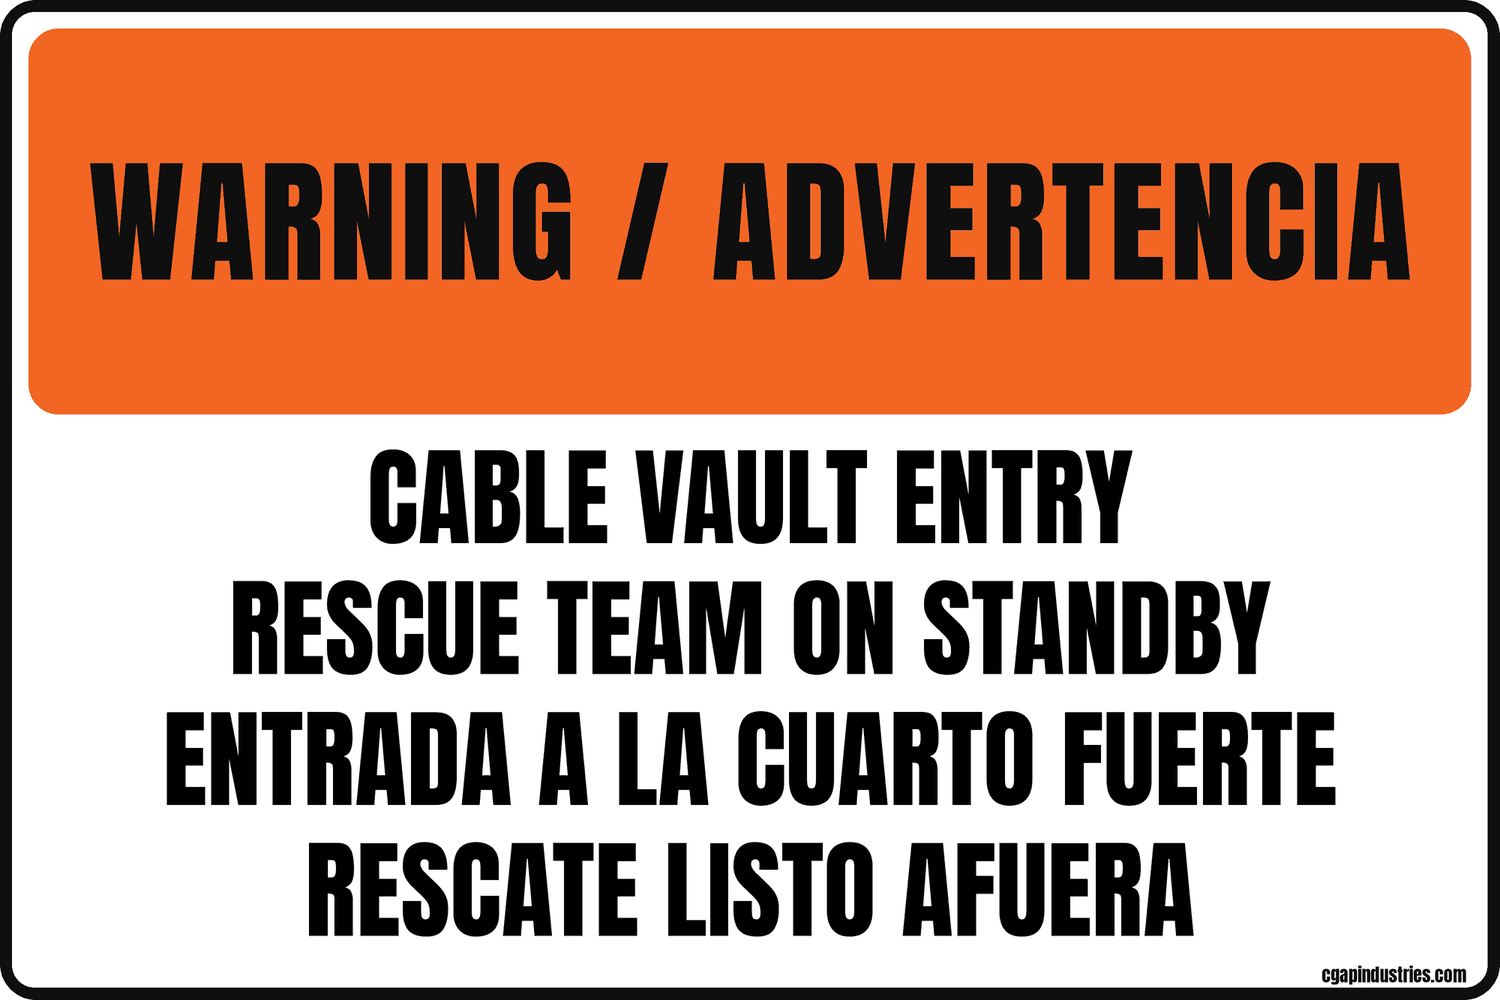 WARNING / ADVERTENCIA
CABLE VAULT ENTRY
RESCUE TEAM ON STANDBY
ENTRADA A LA CUARTO FUERTE
RESCATE LISTO AFUERA
cgapindustries.com